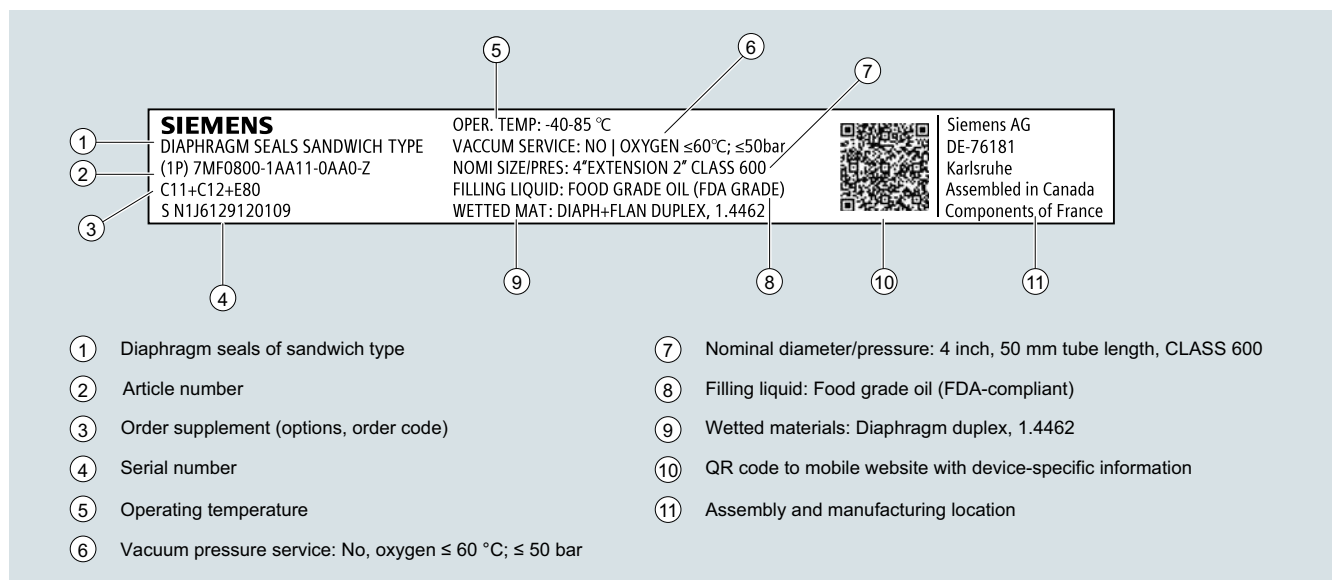 5
6
7
SIEMENS
DIAPHRAGM SEALS SANDWICH TYPE
(1P) 7MF0800-1AA11-0AA0-Z
C11+C12+E80
S N1J6129120109
OPER. TEMP: -40-85 °C
VACCUM SERVICE: NO | OXYGEN ≤60°C; ≤50bar
NOMI SIZE/PRES: 4"EXTENSION 2" CLASS 600
FILLING LIQUID: FOOD GRADE OIL (FDA GRADE)
WETTED MAT: DIAPH+FLAN DUPLEX, 1.4462
Siemens AG
DE-76181
Karlsruhe
Assembled in Canada
Components of France
1
2
3
4
9
8
10
11
1 Diaphragm seals of sandwich type
2 Article number
3 Order supplement (options, order code)
4 Serial number
5 Operating temperature
6 Vacuum pressure service: No, oxygen ≤ 60 °C; ≤ 50 bar
7 Nominal diameter/pressure: 4 inch, 50 mm tube length, CLASS 600
8 Filling liquid: Food grade oil (FDA-compliant)
9 Wetted materials: Diaphragm duplex, 1.4462
10 QR code to mobile website with device-specific information
11 Assembly and manufacturing location